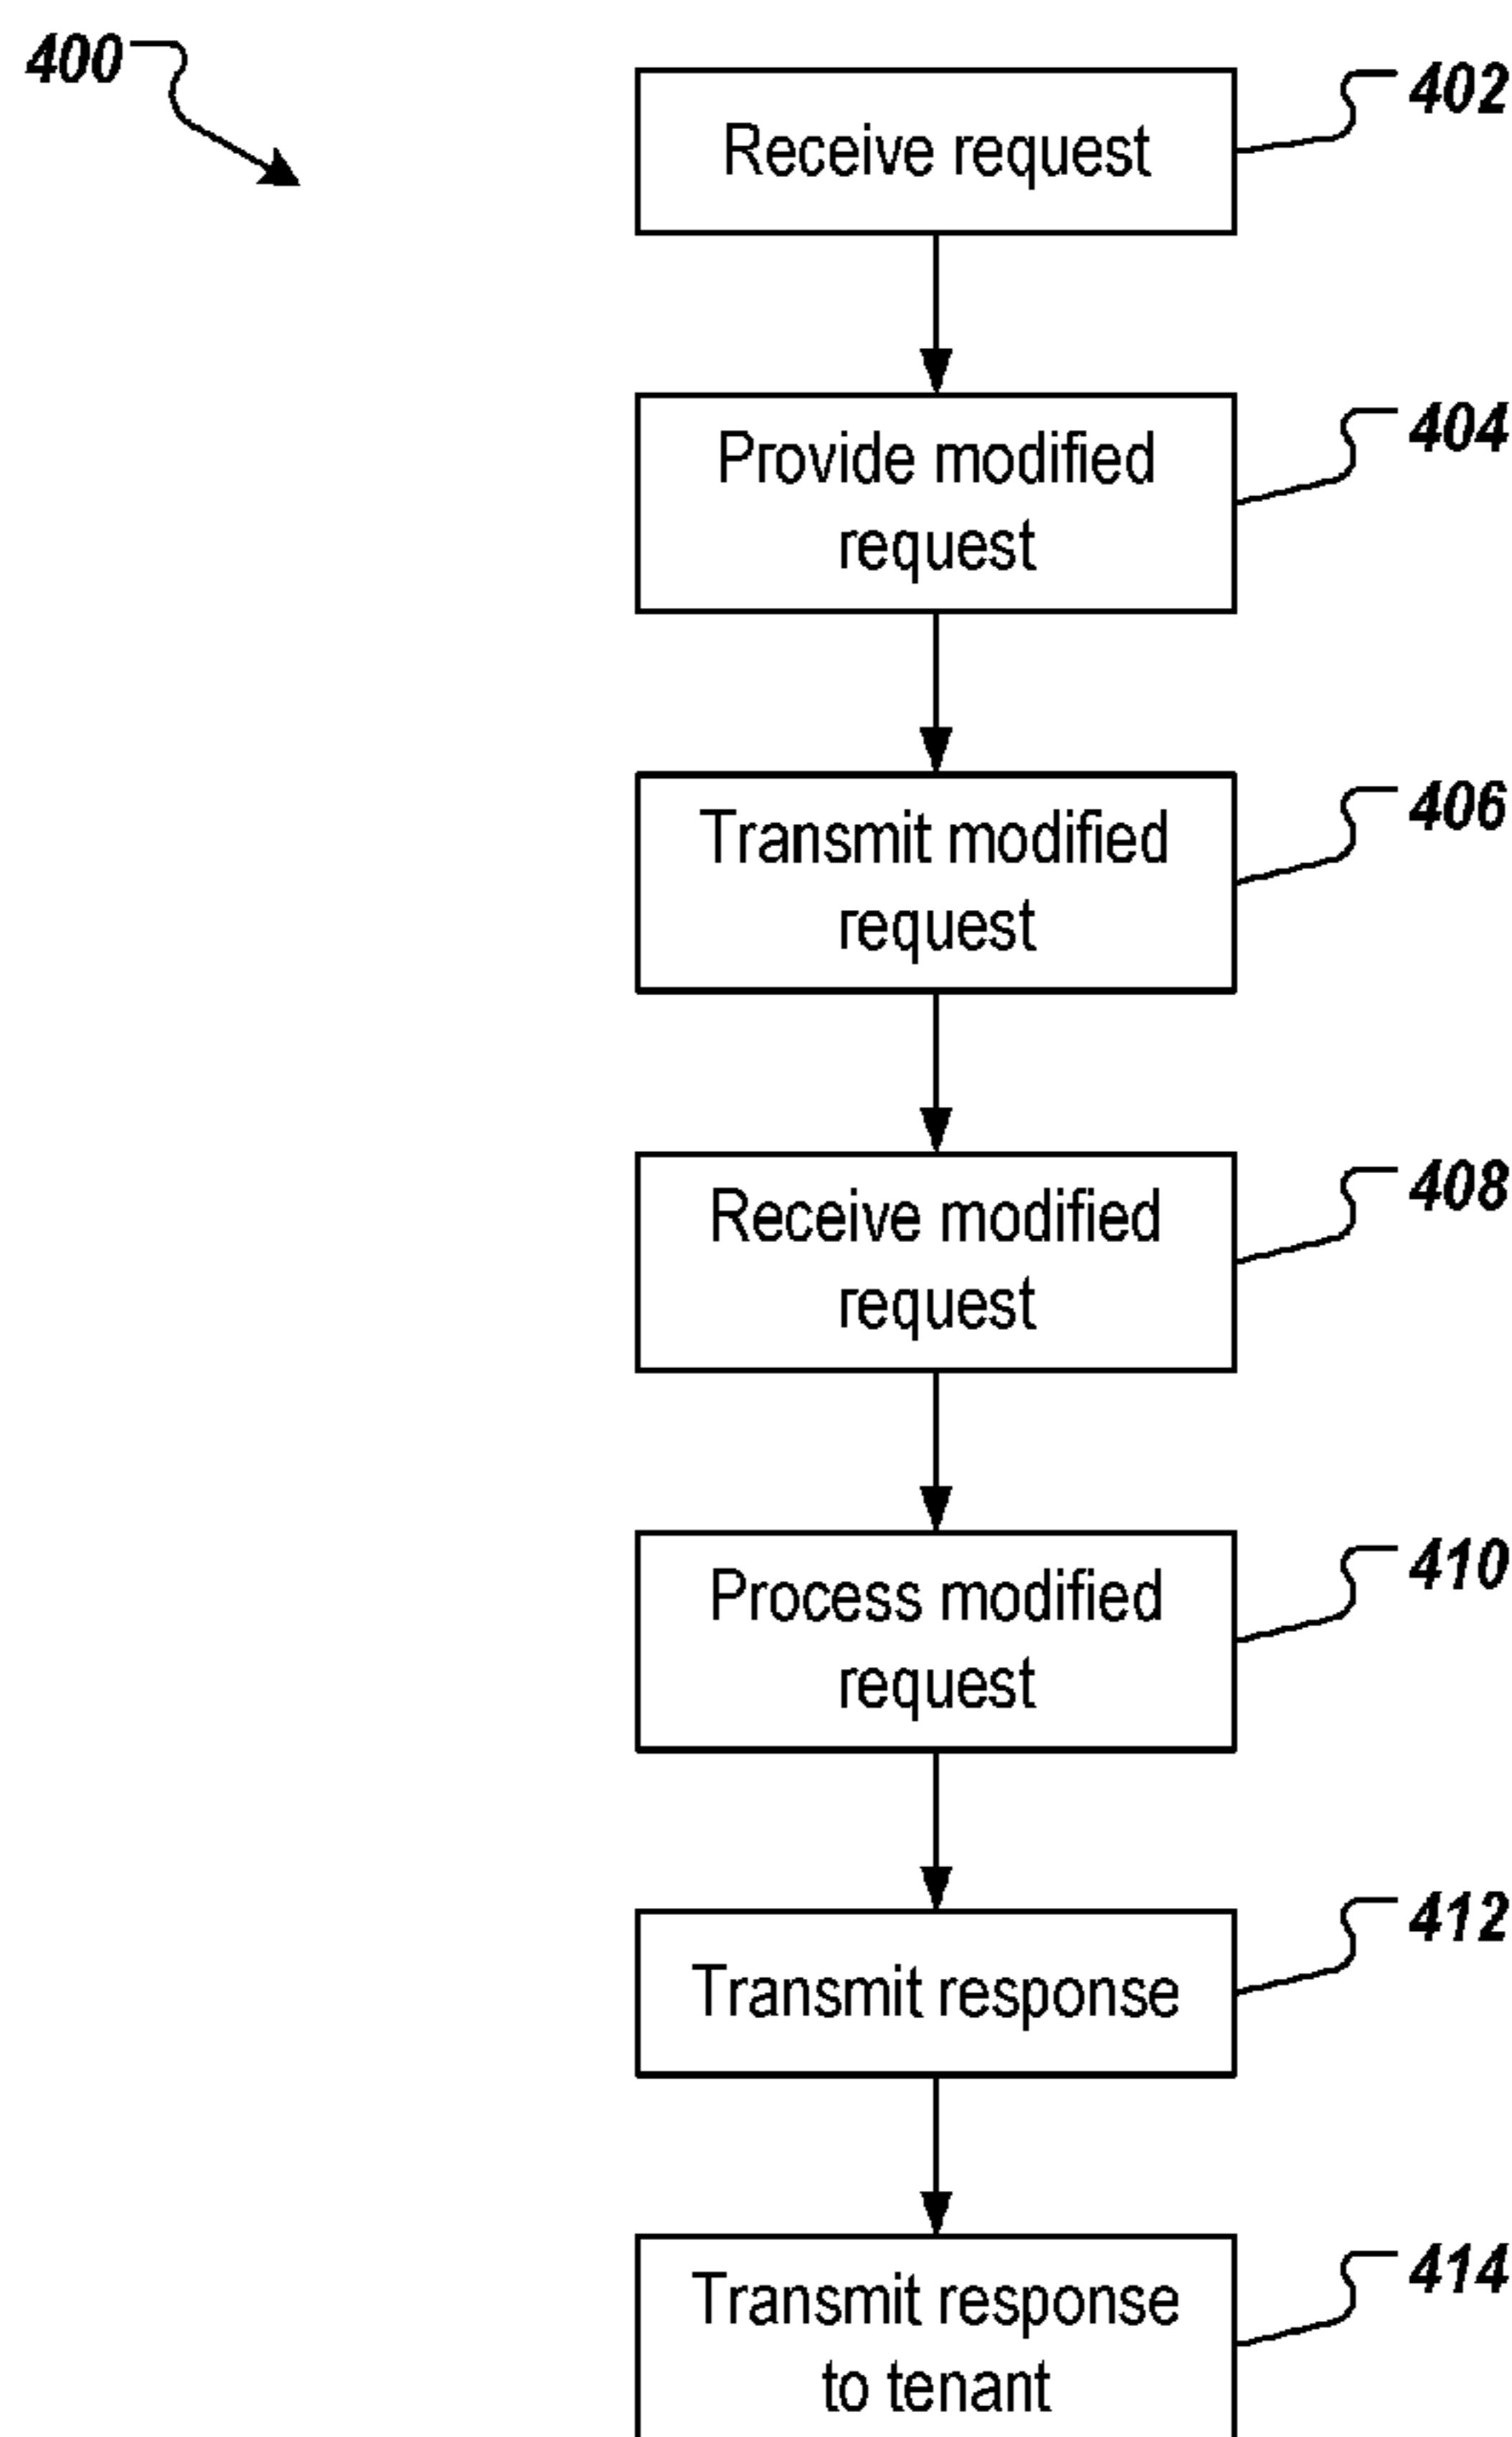 400
Receive request
402
Provide modified
request
404
Transmit modified
request
406
Receive modified
request
408
Process modified
request
410
Transmit response
412
Transmit response
to tenant
414